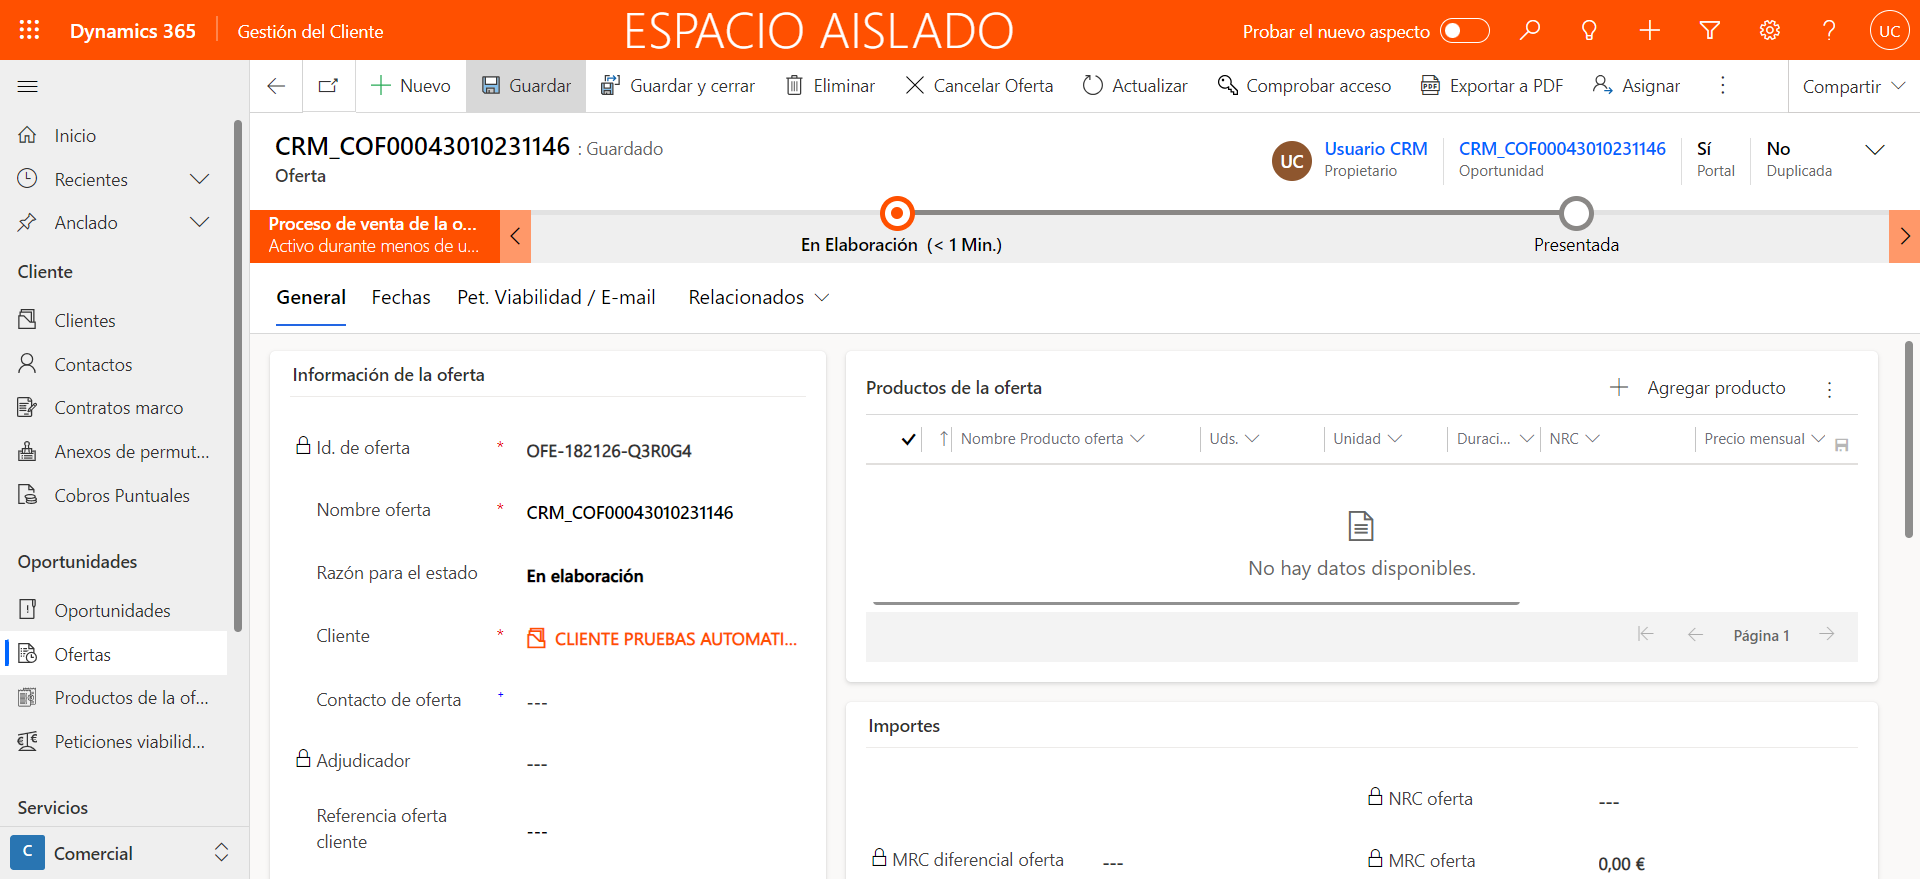 Dynamics 365
Gestión del Cliente
ESPACIO AISLADO
Probar el nuevo aspecto
UC
Nuevo
Guardar
Guardar y cerrar
Eliminar
Cancelar Oferta
Actualizar
Comprobar acceso
PDF
Exportar a PDF
Asignar
Compartir
Inicio
Recientes
Anclado
Cliente
Clientes
Contactos
Contratos marco
Anexos de permut...
Cobros Puntuales
Oportunidades
Oportunidades
Ofertas
Productos de la of...
Peticiones viabilid...
Servicios
C
Comercial
CRM_COF00043010231146 : Guardado
Oferta
UC
Usuario CRM
Propietario
CRM_COF00043010231146
Oportunidad
Sí
Portal
No
Duplicada
Proceso de venta de la o...
Activo durante menos de u...
En Elaboración (< 1 Min.)
Presentada
General
Fechas
Pet. Viabilidad / E-mail
Relacionados
Información de la oferta
Id. de oferta * OFE-182126-Q3R0G4
Nombre oferta * CRM_COF00043010231146
Razón para el estado En elaboración
Cliente * CLIENTE PRUEBAS AUTOMATI...
Contacto de oferta + ---
Adjudicador ---
Referencia oferta
cliente
---
Productos de la oferta
Agregar producto
Nombre Producto oferta
Uds.
Unidad
Duraci...
NRC
Precio mensual
No hay datos disponibles.
Página 1
Importes
NRC oferta ---
MRC diferencial oferta ---
MRC oferta 0,00 €